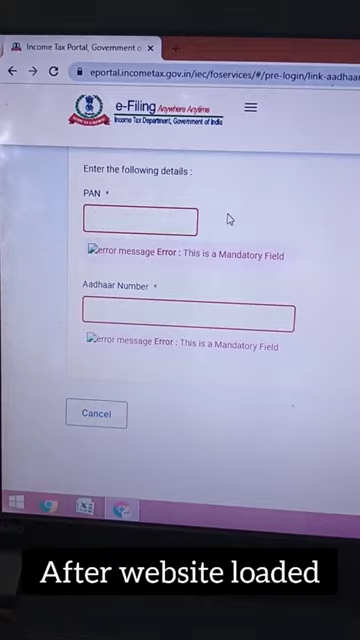 Income Tax Portal, Government o
eportal.incometax.gov.in/iec/foservices/#/pre-login/link-aadhaar
e-Filing Anywhere Anytime
Income Tax Department, Government of India
Enter the following details :
PAN *
error message Error : This is a Mandatory Field
Aadhaar Number *
error message Error : This is a Mandatory Field
Cancel
After website loaded